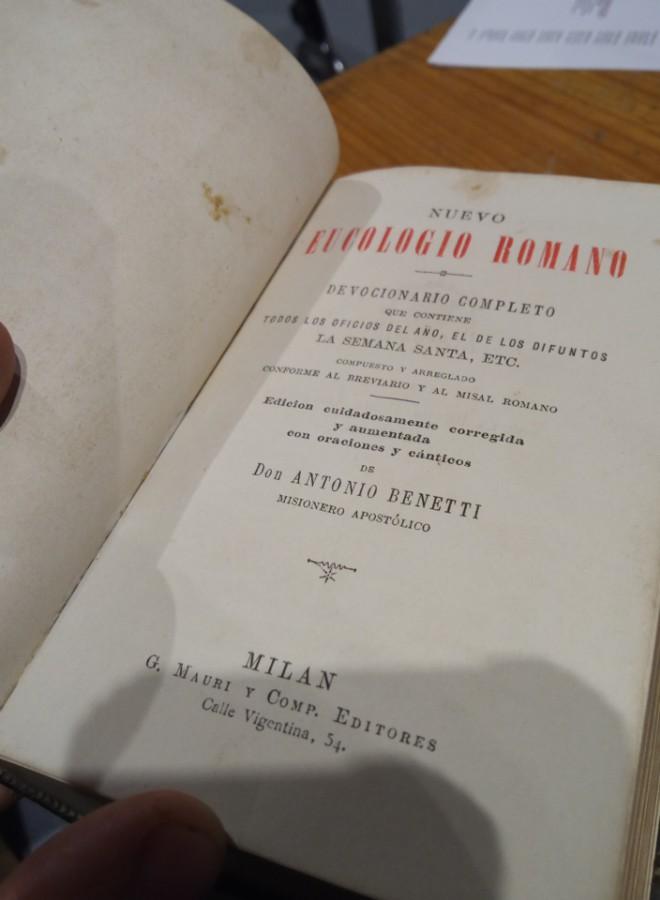 NUEVO
EUCOLOGIO ROMANO
DEVOCIONARIO COMPLETO
QUE CONTIENE
TODOS LOS OFICIOS DEL AÑO, EL DE LOS DIFUNTOS
LA SEMANA SANTA, ETC.
COMPUESTO Y ARREGLADO
CONFORME AL BREVIARIO Y AL MISAL ROMANO
Edicion cuidadosamente corregida
y aumentada
con oraciones y cánticos
DE
Don ANTONIO BENETTI
MISIONERO APOSTÓLICO
MILAN
G. MAURI Y COMP. EDITORES
Calle Vigentina, 54.